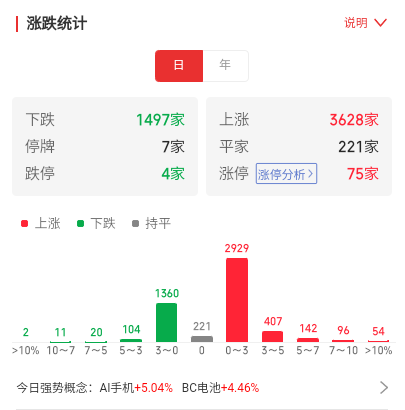 涨跌统计 说明
日 年
下跌 1497家 上涨 3628家
停牌 7家 平家 221家
跌停 4家 涨停 涨停分析 75家
上涨 下跌 持平
2 11 20 104 1360 221 2929 407 142 96 54
>10% 10～7 7～5 5～3 3～0 0 0～3 3～5 5～7 7～10 >10%
今日强势概念：AI手机+5.04% BC电池+4.46%